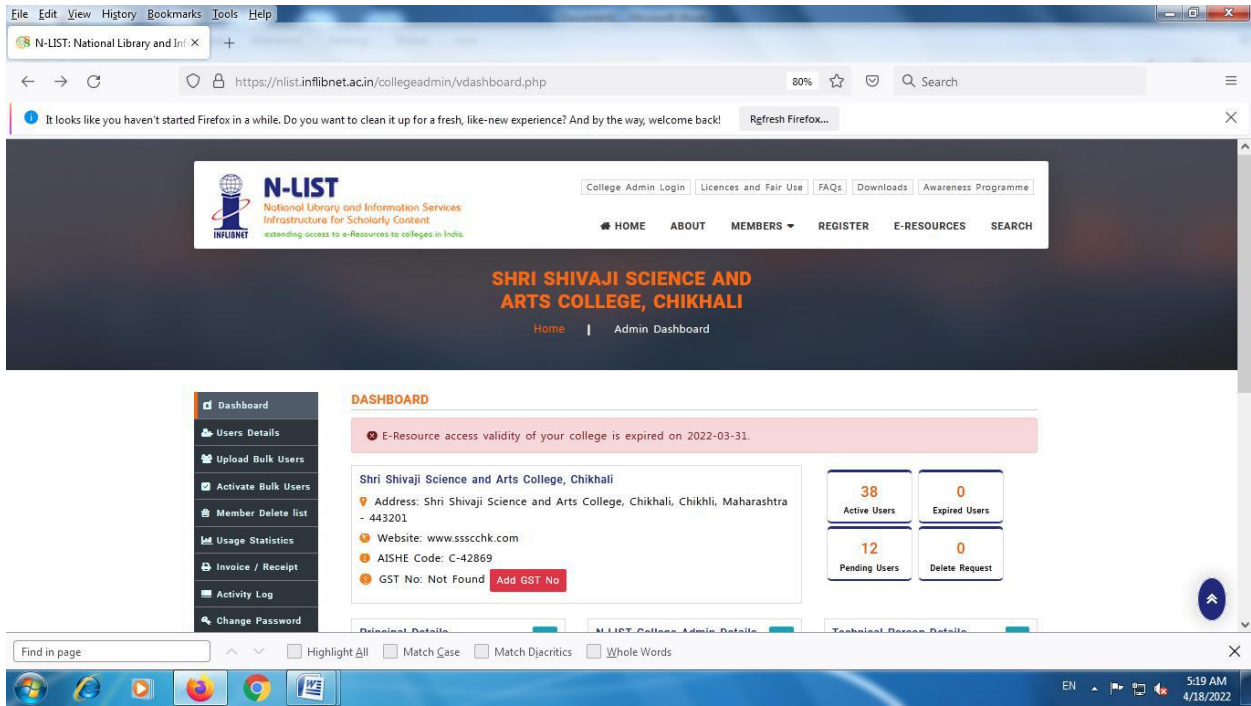 File Edit View History Bookmarks Tools Help
N-LIST: National Library and Inf
https://nlist.inflibnet.ac.in/collegeadmin/vdashboard.php 80% Search
It looks like you haven't started Firefox in a while. Do you want to clean it up for a fresh, like-new experience? And by the way, welcome back! Refresh Firefox...
INFLIBNET
N-LIST
National Library and Information Services
Infrastructure for Scholarly Content
extending access to e-Resources to colleges in India
College Admin Login Licences and Fair Use FAQs Downloads Awareness Programme
HOME ABOUT MEMBERS REGISTER E-RESOURCES SEARCH
SHRI SHIVAJI SCIENCE AND
ARTS COLLEGE, CHIKHALI
Home | Admin Dashboard
Dashboard
Users Details
Upload Bulk Users
Activate Bulk Users
Member Delete list
Usage Statistics
Invoice / Receipt
Activity Log
Change Password
DASHBOARD
E-Resource access validity of your college is expired on 2022-03-31.
Shri Shivaji Science and Arts College, Chikhali
Address: Shri Shivaji Science and Arts College, Chikhali, Chikhli, Maharashtra
- 443201
Website: www.ssscchk.com
AISHE Code: C-42869
GST No: Not Found Add GST No
38
Active Users
0
Expired Users
12
Pending Users
0
Delete Request
Principal Details N-LIST College Admin Details Technical Person Details
Find in page Highlight All Match Case Match Diacritics Whole Words
EN 5:19 AM
4/18/2022